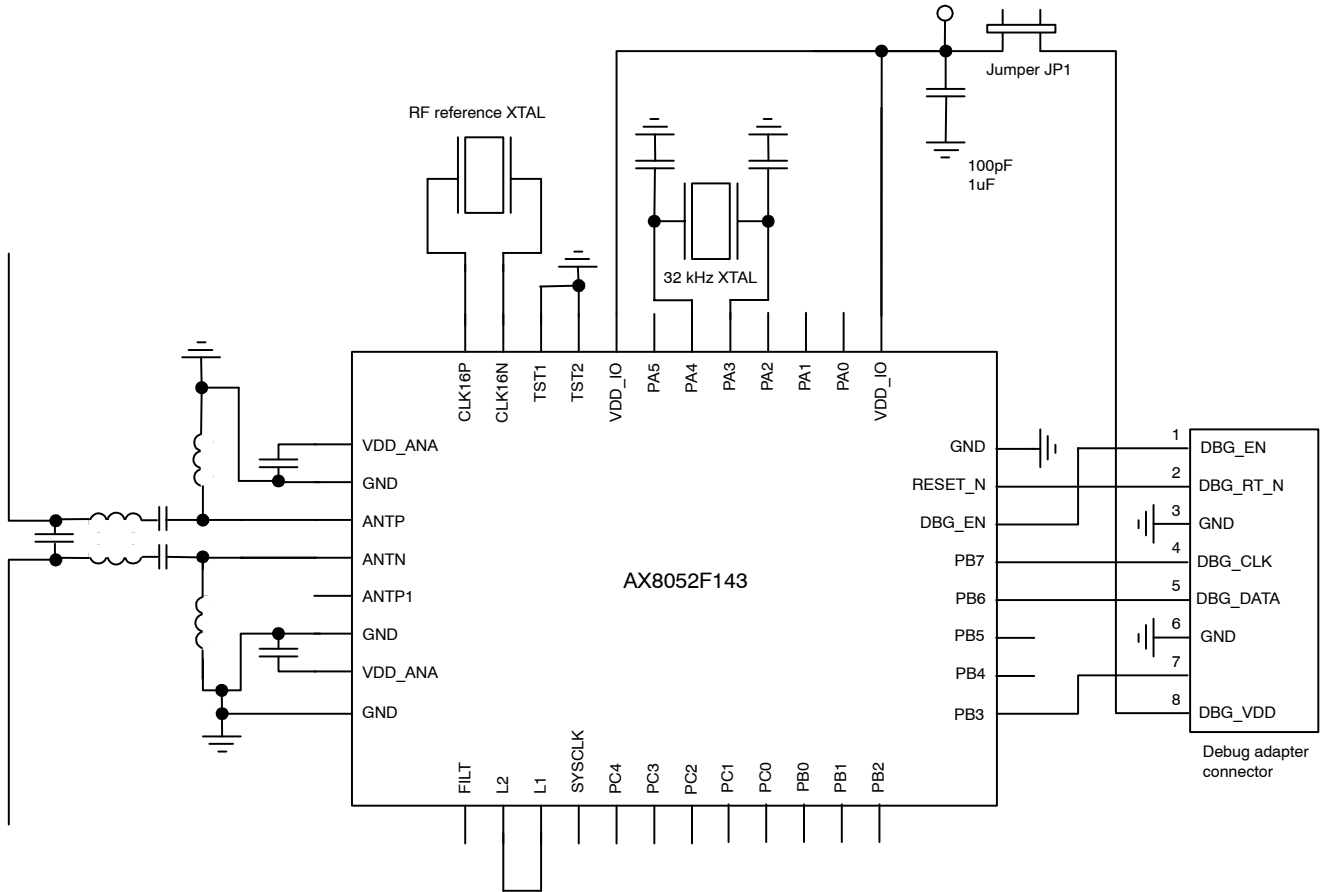 Jumper JP1
RF reference XTAL
100pF
1uF
32 kHz XTAL
CLK16P
CLK16N
TST1
TST2
VDD_IO
PA5
PA4
PA3
PA2
PA1
PA0
VDD_IO
VDD_ANA
GND
ANTP
ANTN
ANTP1
GND
VDD_ANA
GND
AX8052F143
GND
RESET_N
DBG_EN
PB7
PB6
PB5
PB4
PB3
1
DBG_EN
2
DBG_RT_N
3
GND
4
DBG_CLK
5
DBG_DATA
6
GND
7
8
DBG_VDD
Debug adapter
connector
FILT
L2
L1
SYSCLK
PC4
PC3
PC2
PC1
PC0
PB0
PB1
PB2